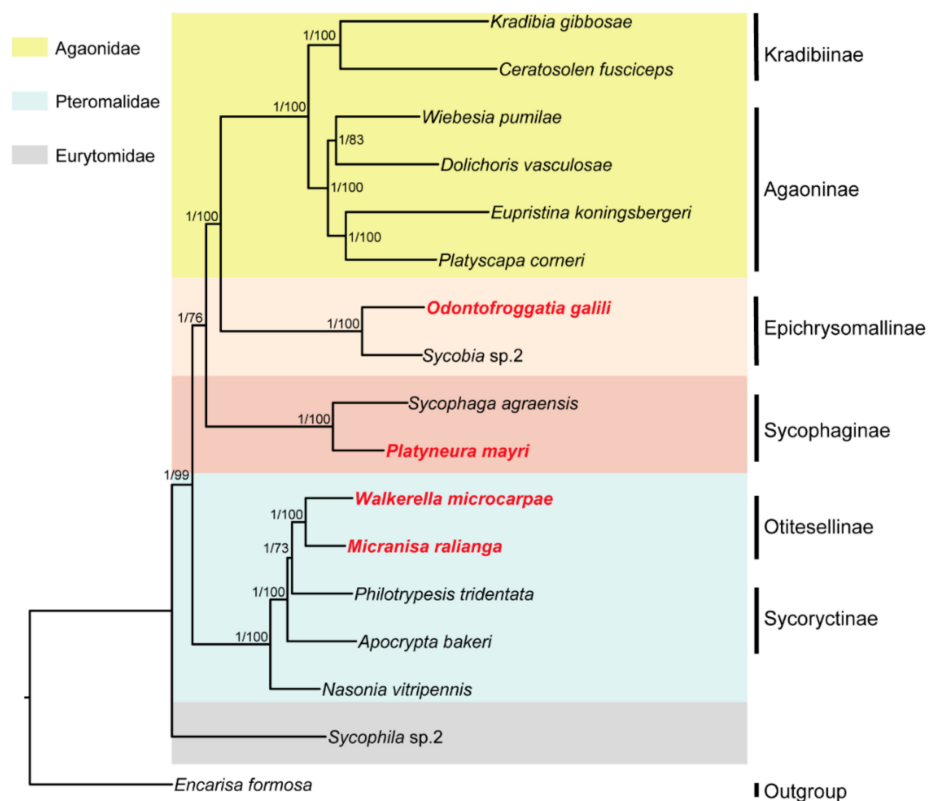 Agaonidae
Pteromalidae
Eurytomidae
Kradibia gibbosae
1/100
Ceratosolen fusciceps
Kradibiinae
1/100
Wiebesia pumilae
1/83
Dolichoris vasculosae
1/100
Agaoninae
Eupristina koningsbergeri
1/100
Platyscapa corneri
1/100
Odontofroggatia galili
1/100
Sycobia sp.2
Epichrysomallinae
1/76
Sycophaga agraensis
1/100
Platyneura mayri
Sycophaginae
1/99
Walkerella microcarpae
1/100
Micranisa ralianga
Otitesellinae
1/73
Philotrypesis tridentata
1/100
Apocrypta bakeri
Sycoryctinae
1/100
Nasonia vitripennis
Sycophila sp.2
Encarisa formosa
Outgroup